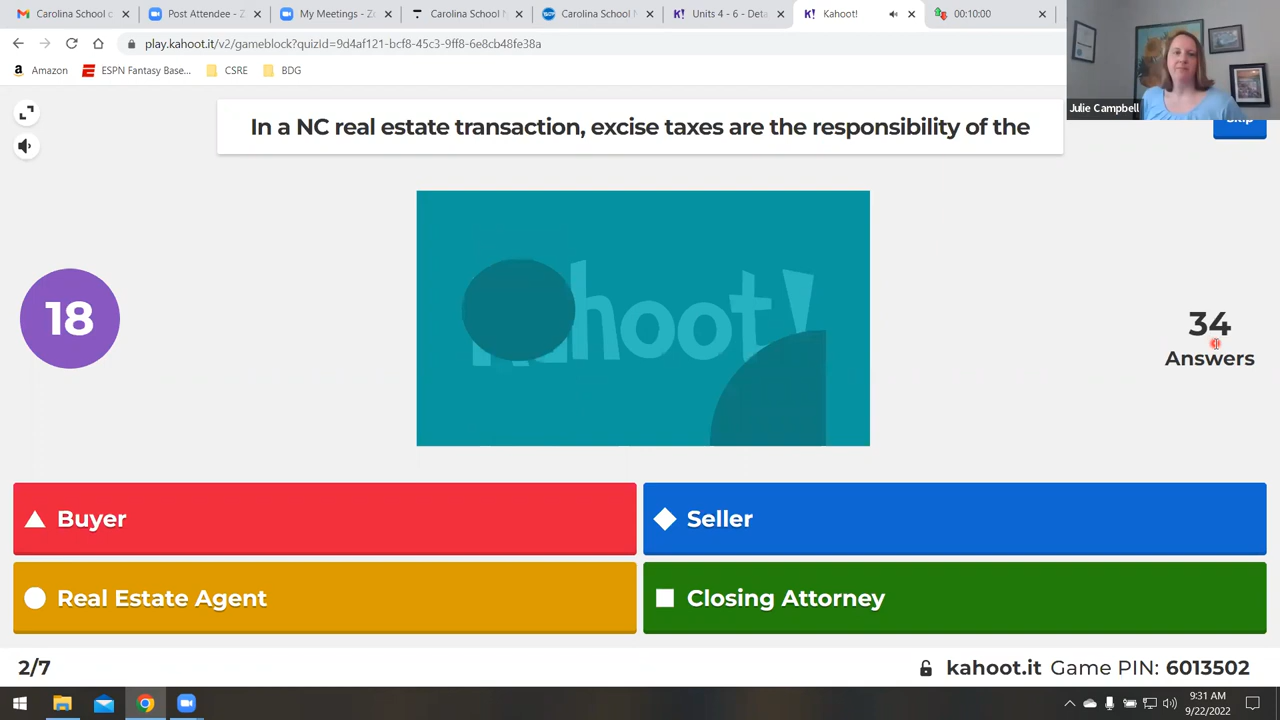 Carolina School c
Post Attendee - Z
My Meetings - Z
Carolina School N
Carolina School N
Units 4 - 6 - Deta
Kahoot!
00:10:00
play.kahoot.it/v2/gameblock?quizId=9d4af121-bcf8-45c3-9ff8-6e8cb48fe38a
Amazon
ESPN Fantasy Base...
CSRE
BDG
Julie Campbell
In a NC real estate transaction, excise taxes are the responsibility of the
Skip
18
Kahoot!
34
Answers
Buyer
Seller
Real Estate Agent
Closing Attorney
2/7
kahoot.it Game PIN: 6013502
9:31 AM
9/22/2022